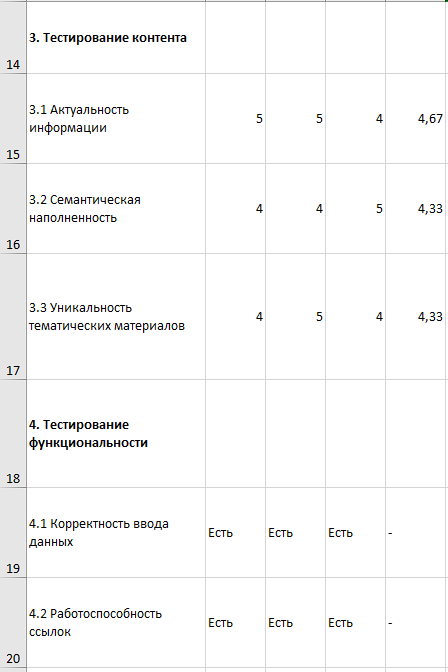 3. Тестирование контента
14
3.1 Актуальность
информации
5 5 4 4,67
15
3.2 Семантическая
наполненность
4 4 5 4,33
16
3.3 Уникальность
тематических материалов
4 5 4 4,33
17
4. Тестирование
функциональности
18
4.1 Корректность ввода
данных
Есть Есть Есть -
19
4.2 Работоспособность
ссылок
Есть Есть Есть -
20